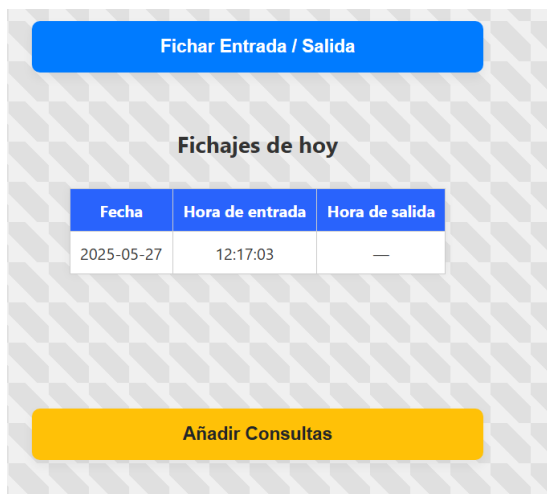 Fichar Entrada / Salida
Fichajes de hoy
Fecha Hora de entrada Hora de salida
2025-05-27 12:17:03 —
Añadir Consultas